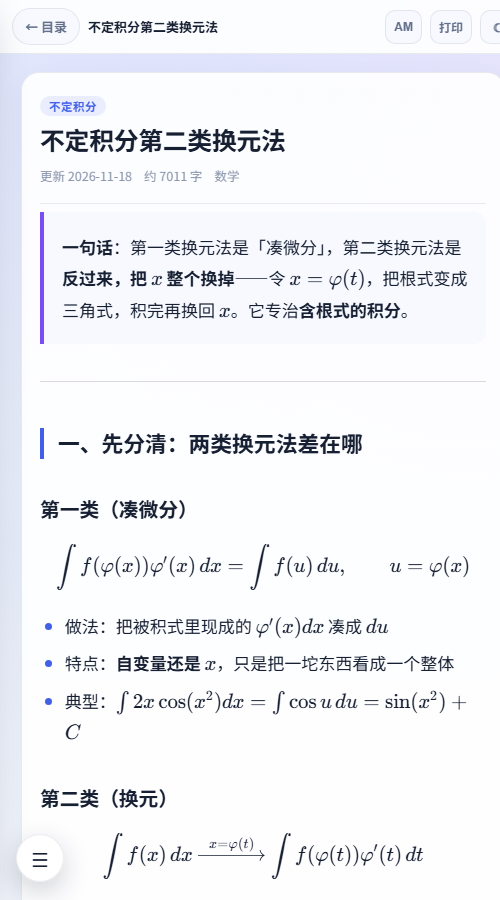 ← 目录 不定积分第二类换元法 AM 打印
不定积分
不定积分第二类换元法
更新 2026-11-18 约 7011 字 数学
一句话：第一类换元法是「凑微分」，第二类换元法是
反过来，把 x 整个换掉——令 x = φ(t)，把根式变成
三角式，积完再换回 x。它专治含根式的积分。
一、先分清：两类换元法差在哪
第一类（凑微分）
∫ f(φ(x))φ′(x) dx = ∫ f(u) du, u = φ(x)
做法：把被积式里现成的 φ′(x)dx 凑成 du
特点：自变量还是 x，只是把一坨东西看成一个整体
典型：∫ 2x cos(x²)dx = ∫ cos u du = sin(x²) +
C
第二类（换元）
∫ f(x) dx \xrightarrow{x=φ(t)} ∫ f(φ(t))φ′(t) dt